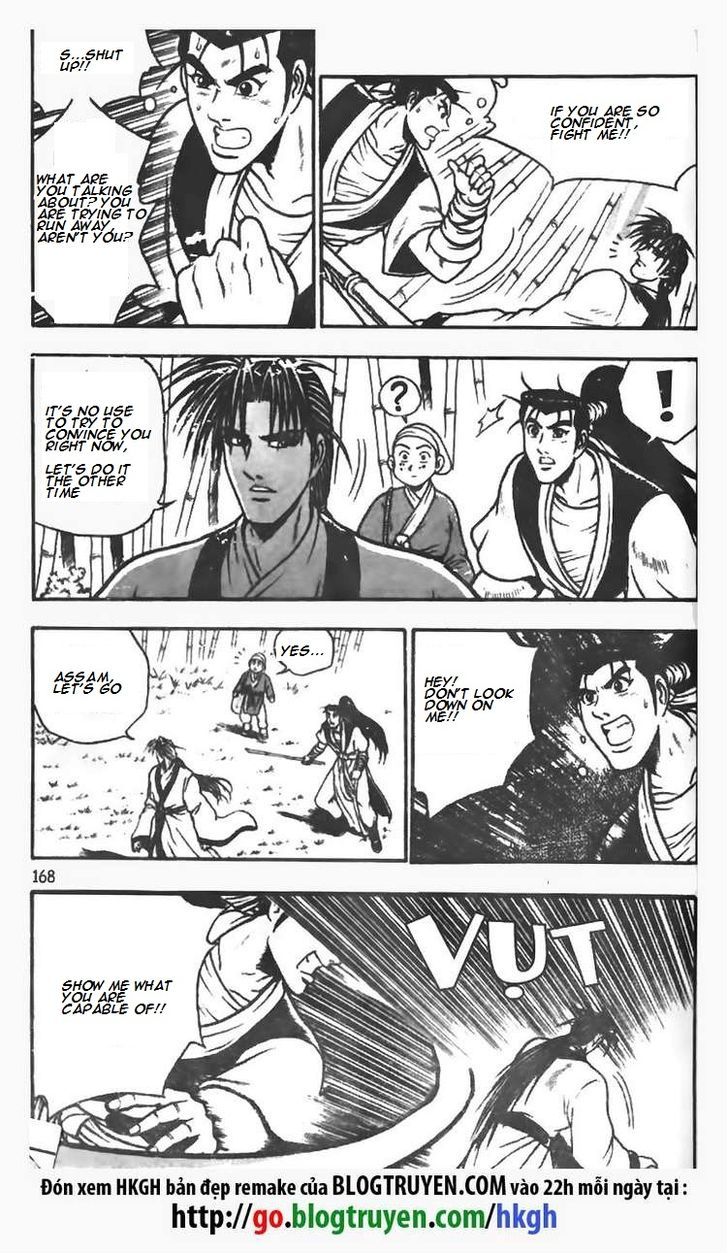 S...SHUT
UP!!
WHAT ARE
YOU TALKING
ABOUT? YOU
ARE TRYING TO
RUN AWAY
AREN'T YOU?
IF YOU ARE SO
CONFIDENT,
FIGHT ME!!
IT'S NO USE
TO TRY TO
CONVINCE YOU
RIGHT NOW,
LET'S DO IT
THE OTHER
TIME
?
!
ASSAM,
LET'S GO
YES...
HEY!
DON'T LOOK
DOWN ON
ME!!
168
SHOW ME WHAT
YOU ARE
CAPABLE OF!!
VỤT
Đón xem HKGH bản đẹp remake của BLOGTRUYEN.COM vào 22h mỗi ngày tại :
http://go.blogtruyen.com/hkgh